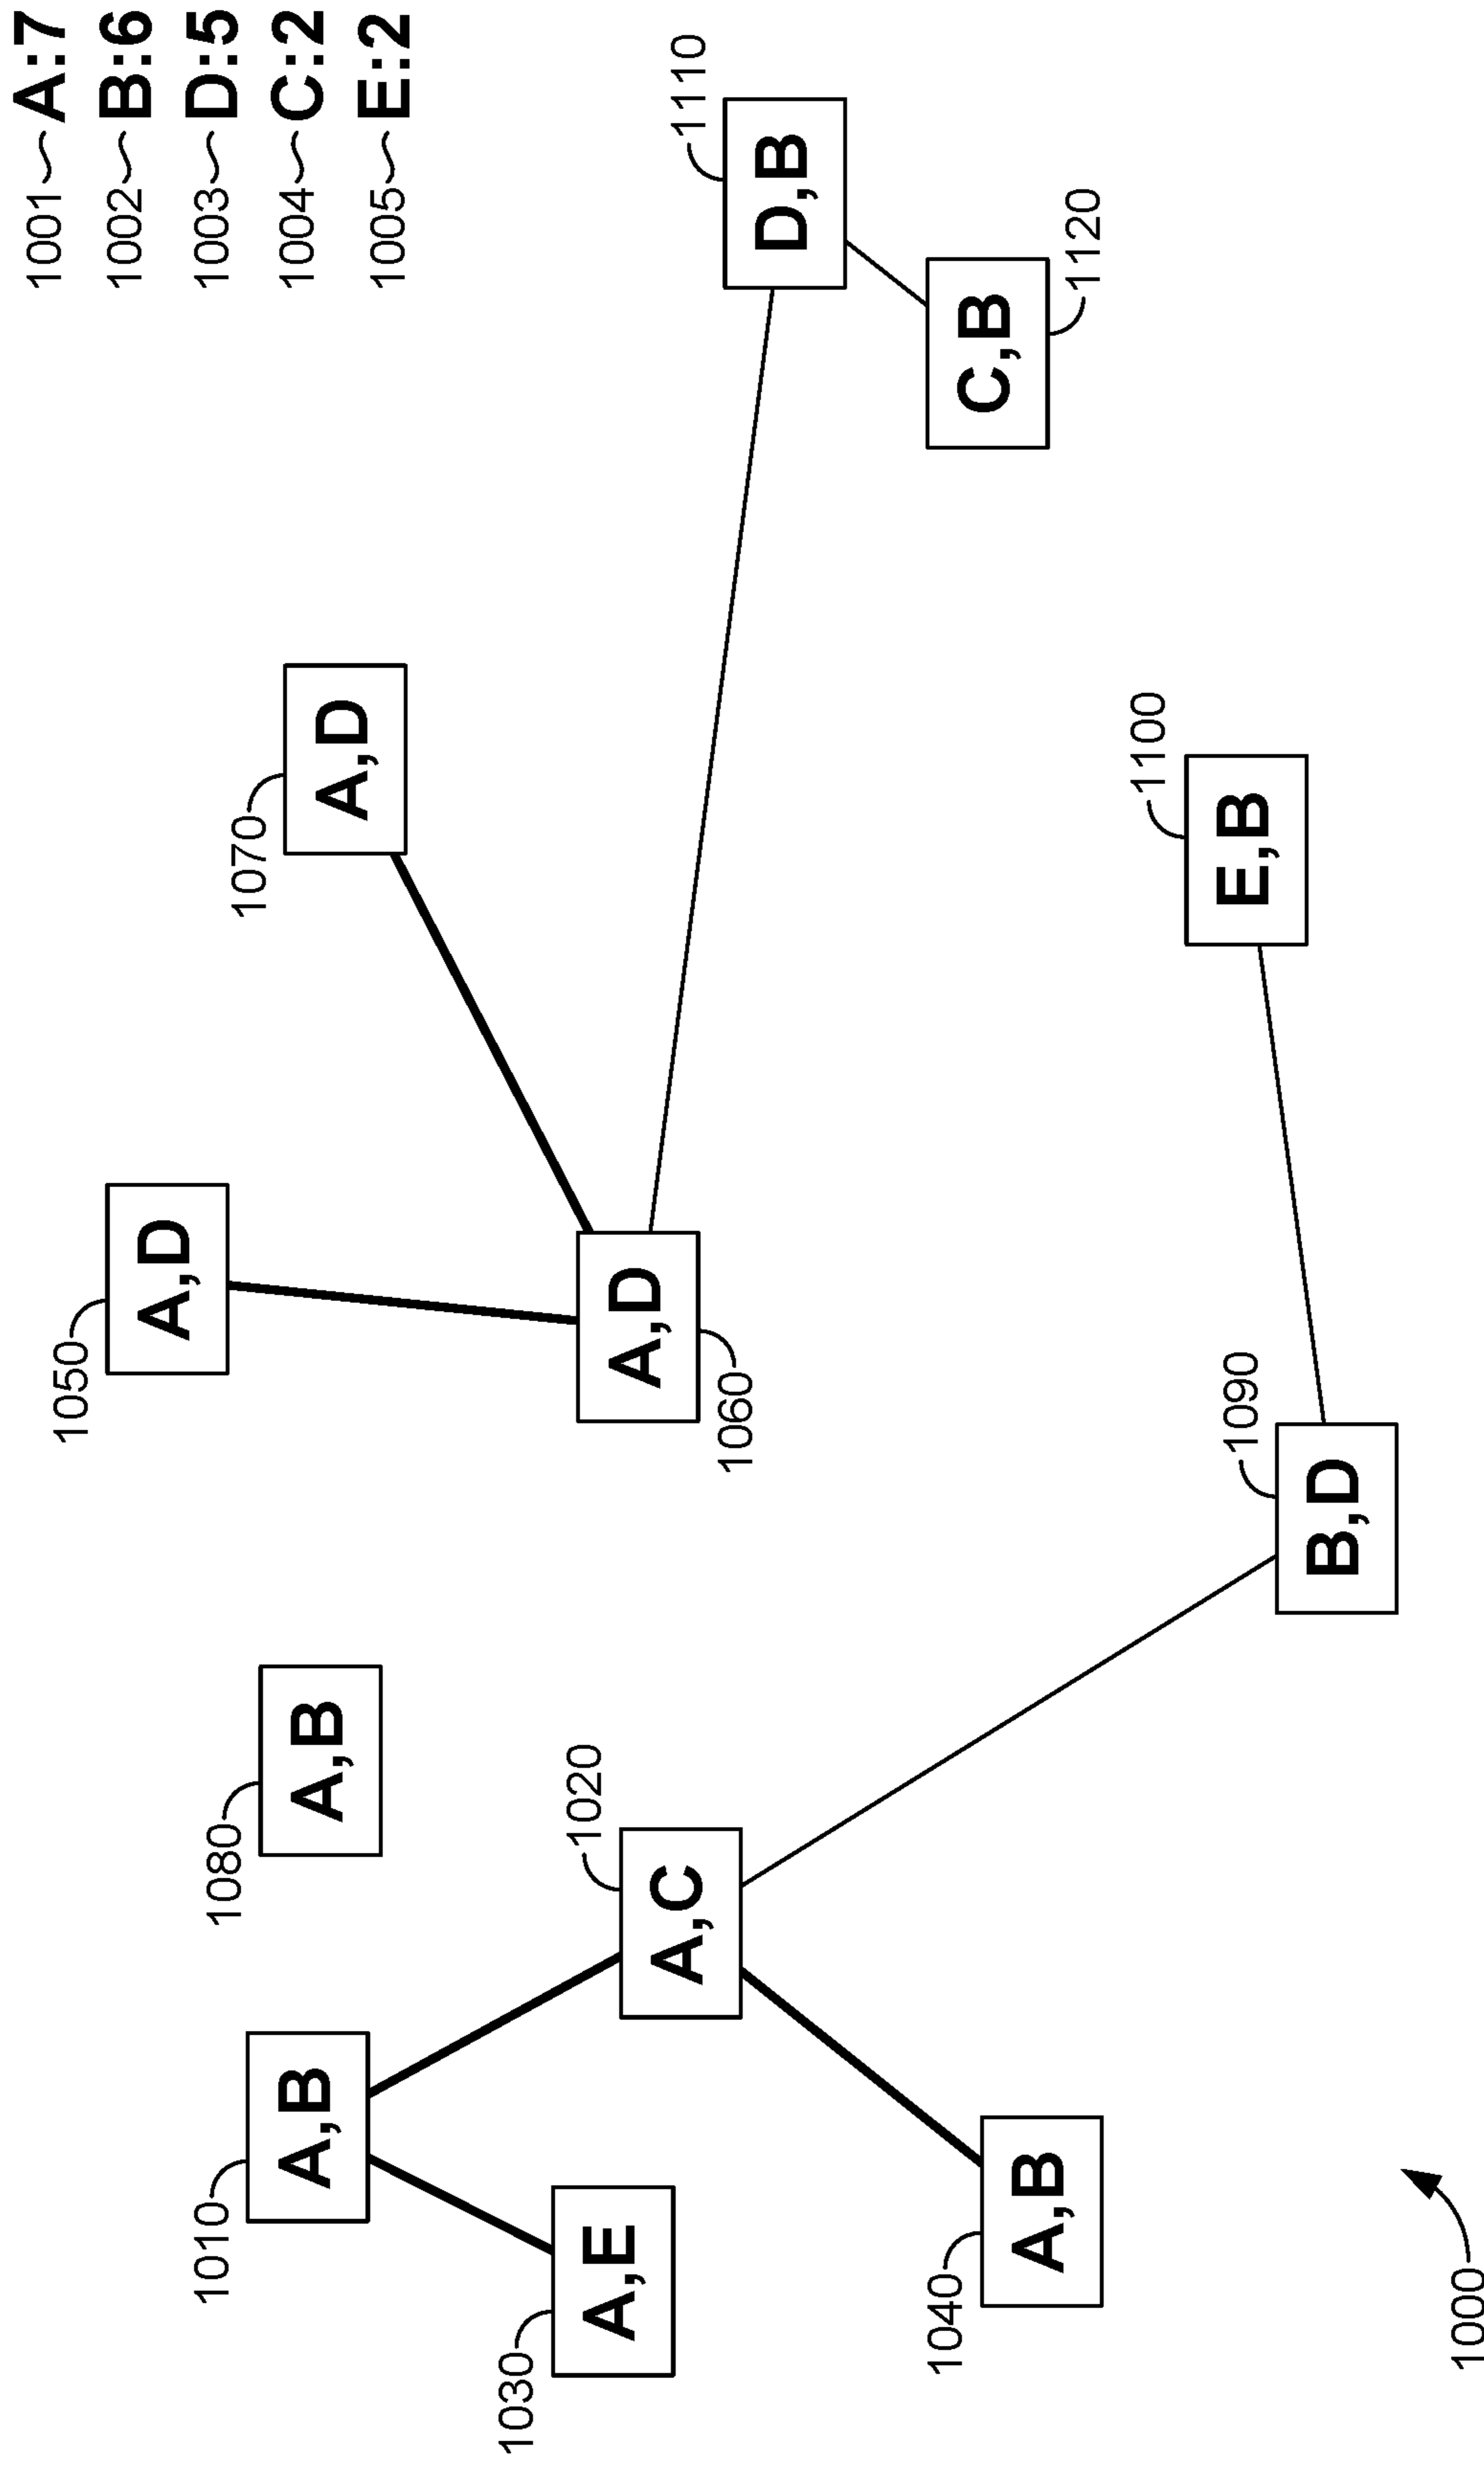 1001 A:7
1002 B:6
1003 D:5
1004 C:2
1005 E:2
1050
A,D
1010
A,B
1080
A,B
1070
A,D
1030
A,E
1020
A,C
A,D
1060
1110
D,B
1040
A,B
C,B
1120
1090
B,D
1100
E,B
1000